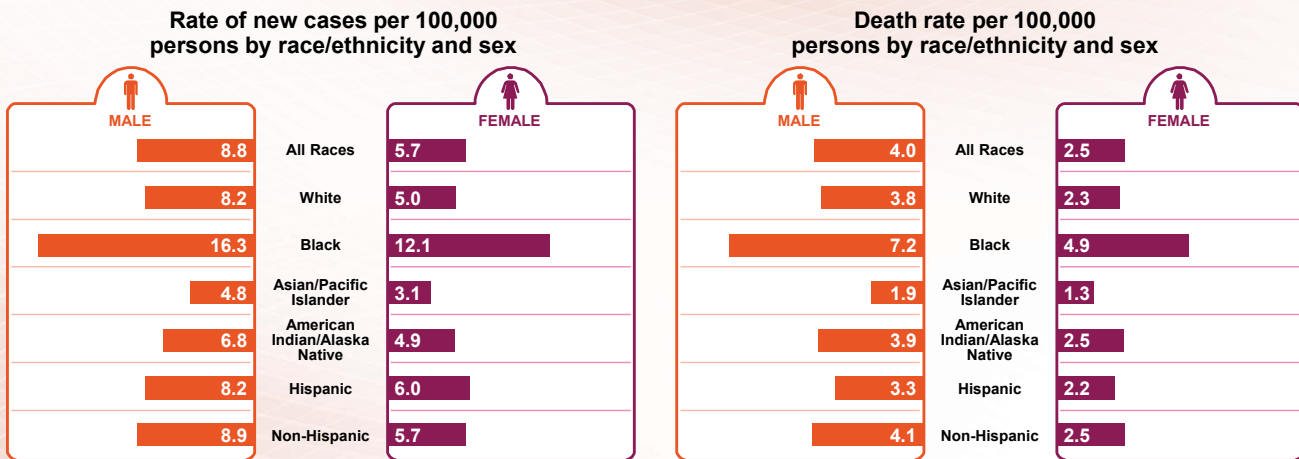 Rate of new cases per 100,000
persons by race/ethnicity and sex
MALE
FEMALE
8.8 All Races 5.7
8.2 White 5.0
16.3 Black 12.1
4.8 Asian/Pacific
Islander 3.1
6.8 American
Indian/Alaska
Native 4.9
8.2 Hispanic 6.0
8.9 Non-Hispanic 5.7
Death rate per 100,000
persons by race/ethnicity and sex
MALE
FEMALE
4.0 All Races 2.5
3.8 White 2.3
7.2 Black 4.9
1.9 Asian/Pacific
Islander 1.3
3.9 American
Indian/Alaska
Native 2.5
3.3 Hispanic 2.2
4.1 Non-Hispanic 2.5